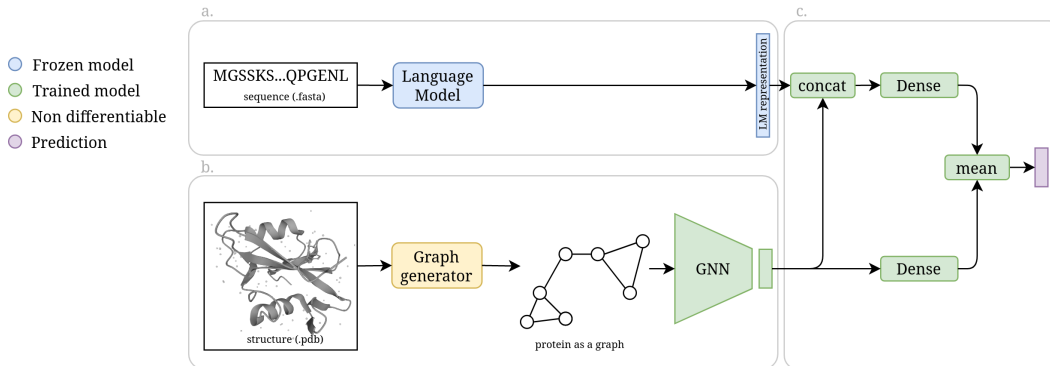 a.
c.
Frozen model
Trained model
Non differentiable
Prediction
MGSSKS...QPGENL
sequence (.fasta)
Language
Model
LM representation
concat
Dense
mean
b.
structure (.pdb)
Graph
generator
protein as a graph
GNN
Dense